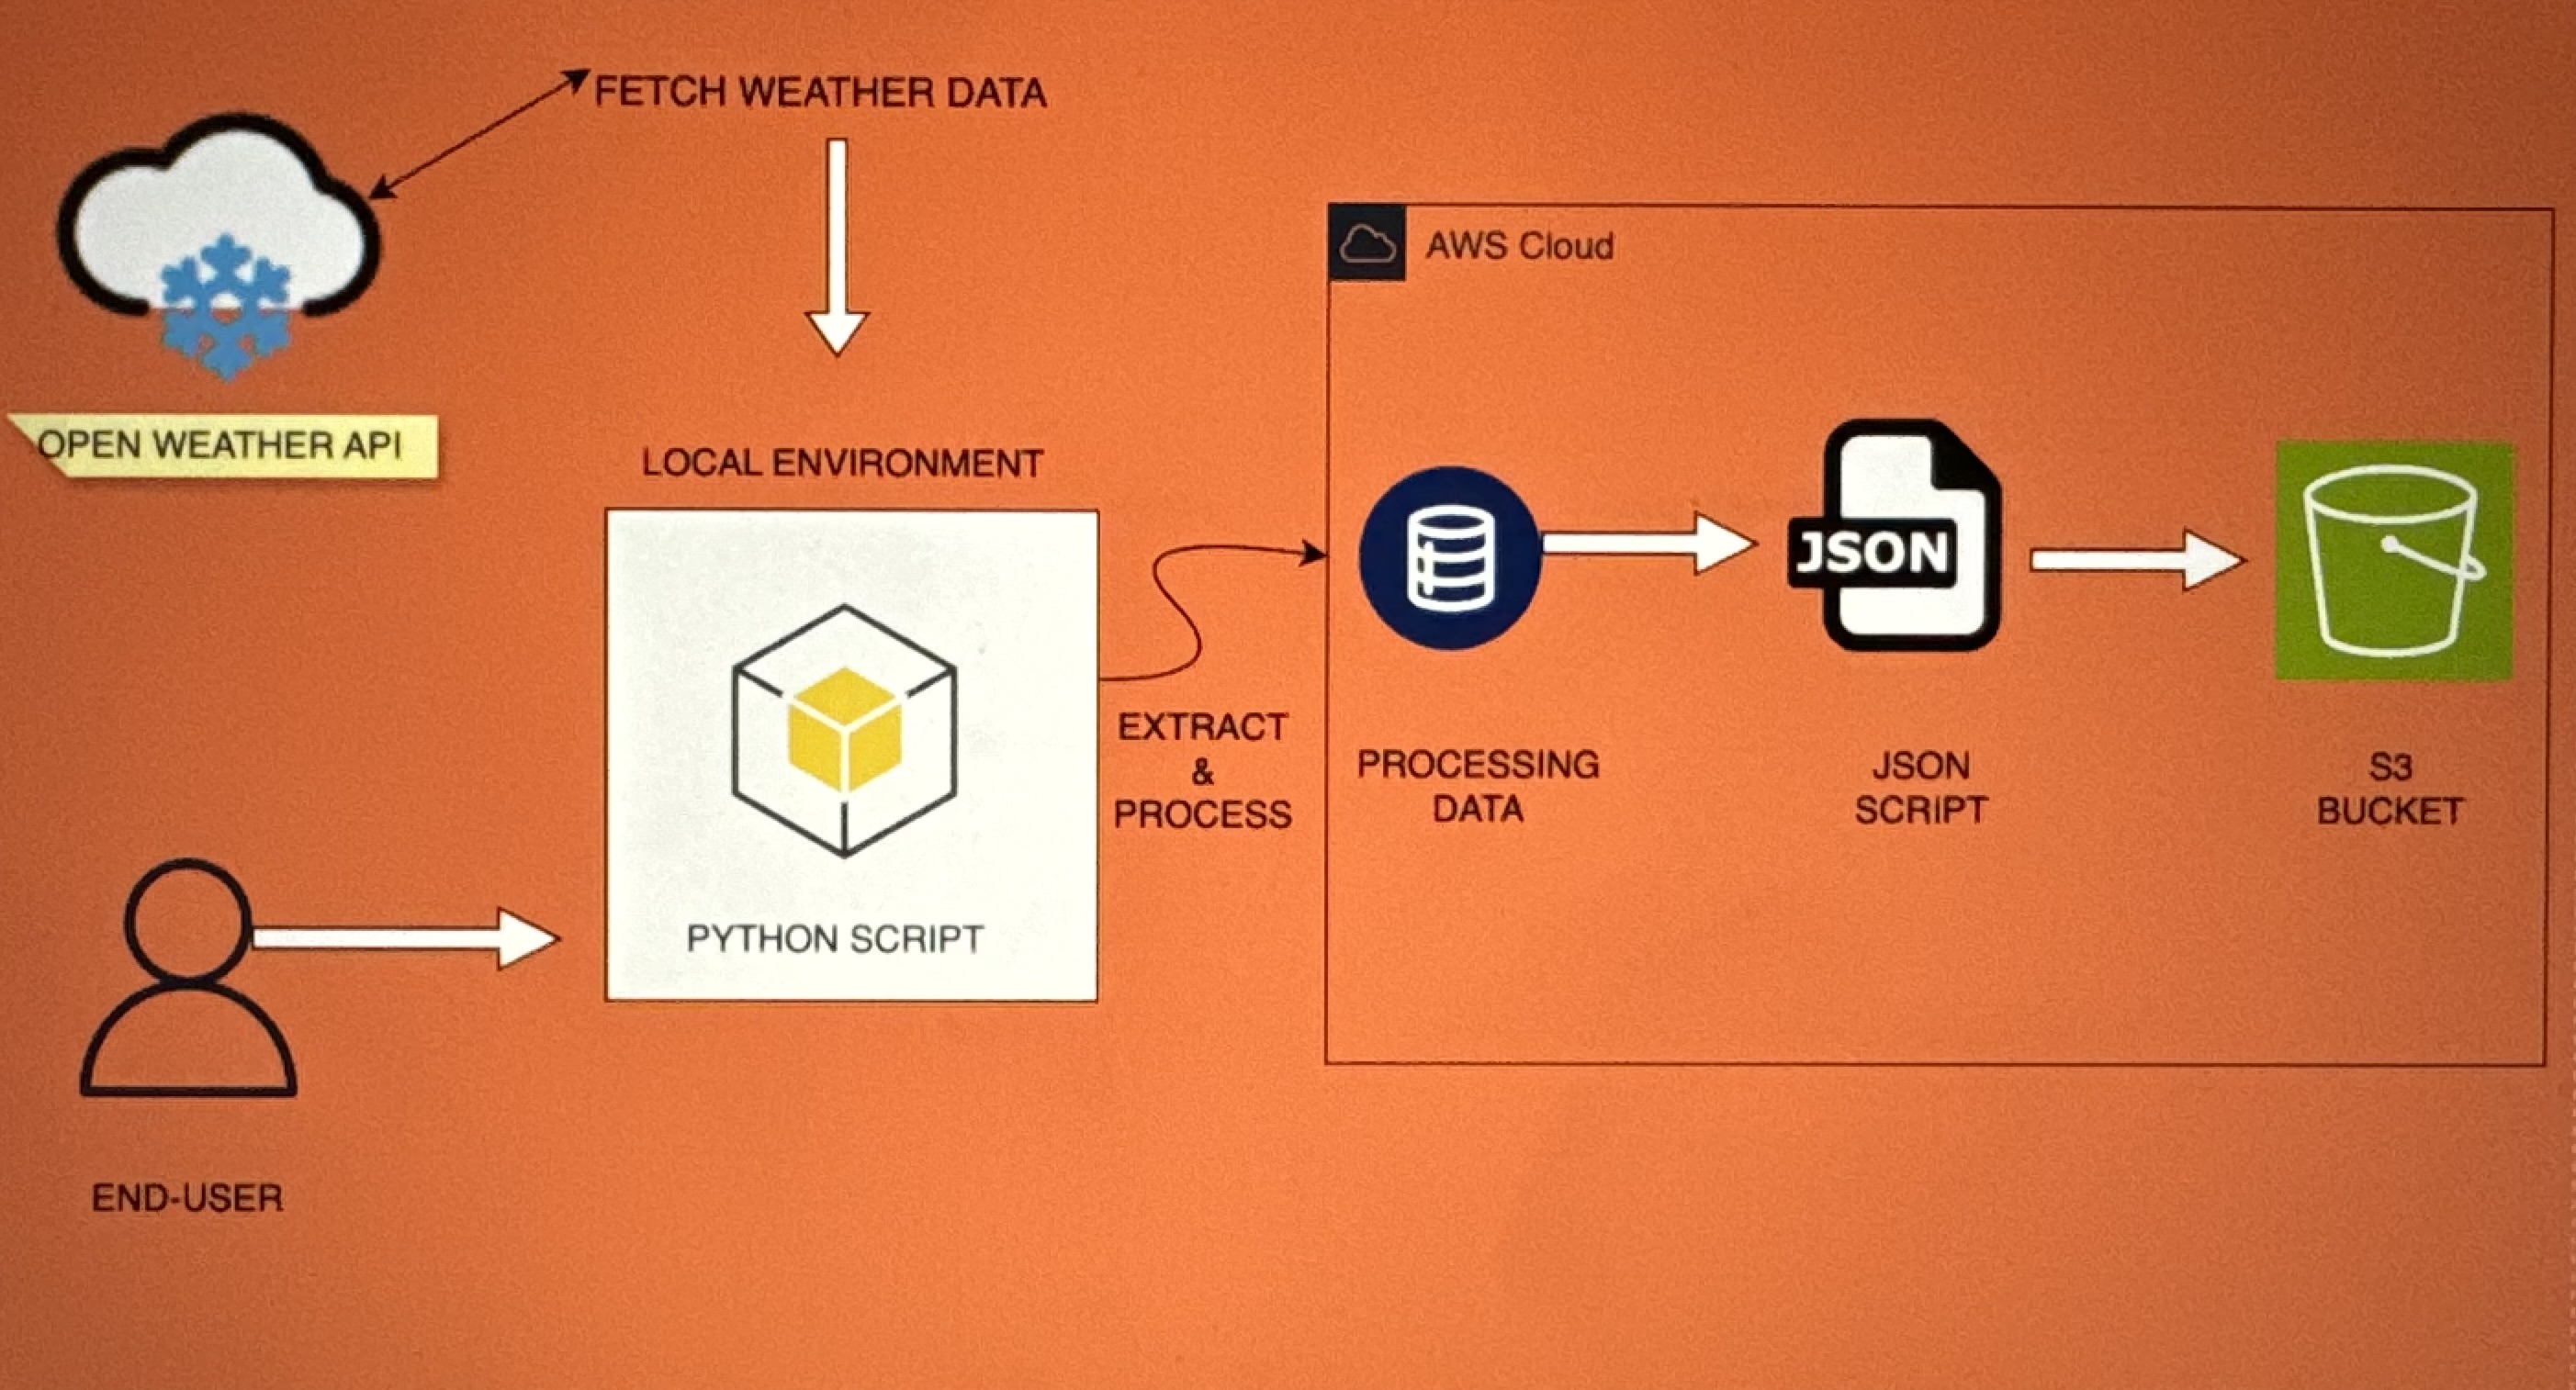 FETCH WEATHER DATA
AWS Cloud
OPEN WEATHER API
LOCAL ENVIRONMENT
JSON
EXTRACT
&
PROCESS
PROCESSING
DATA
JSON
SCRIPT
S3
BUCKET
PYTHON SCRIPT
END-USER